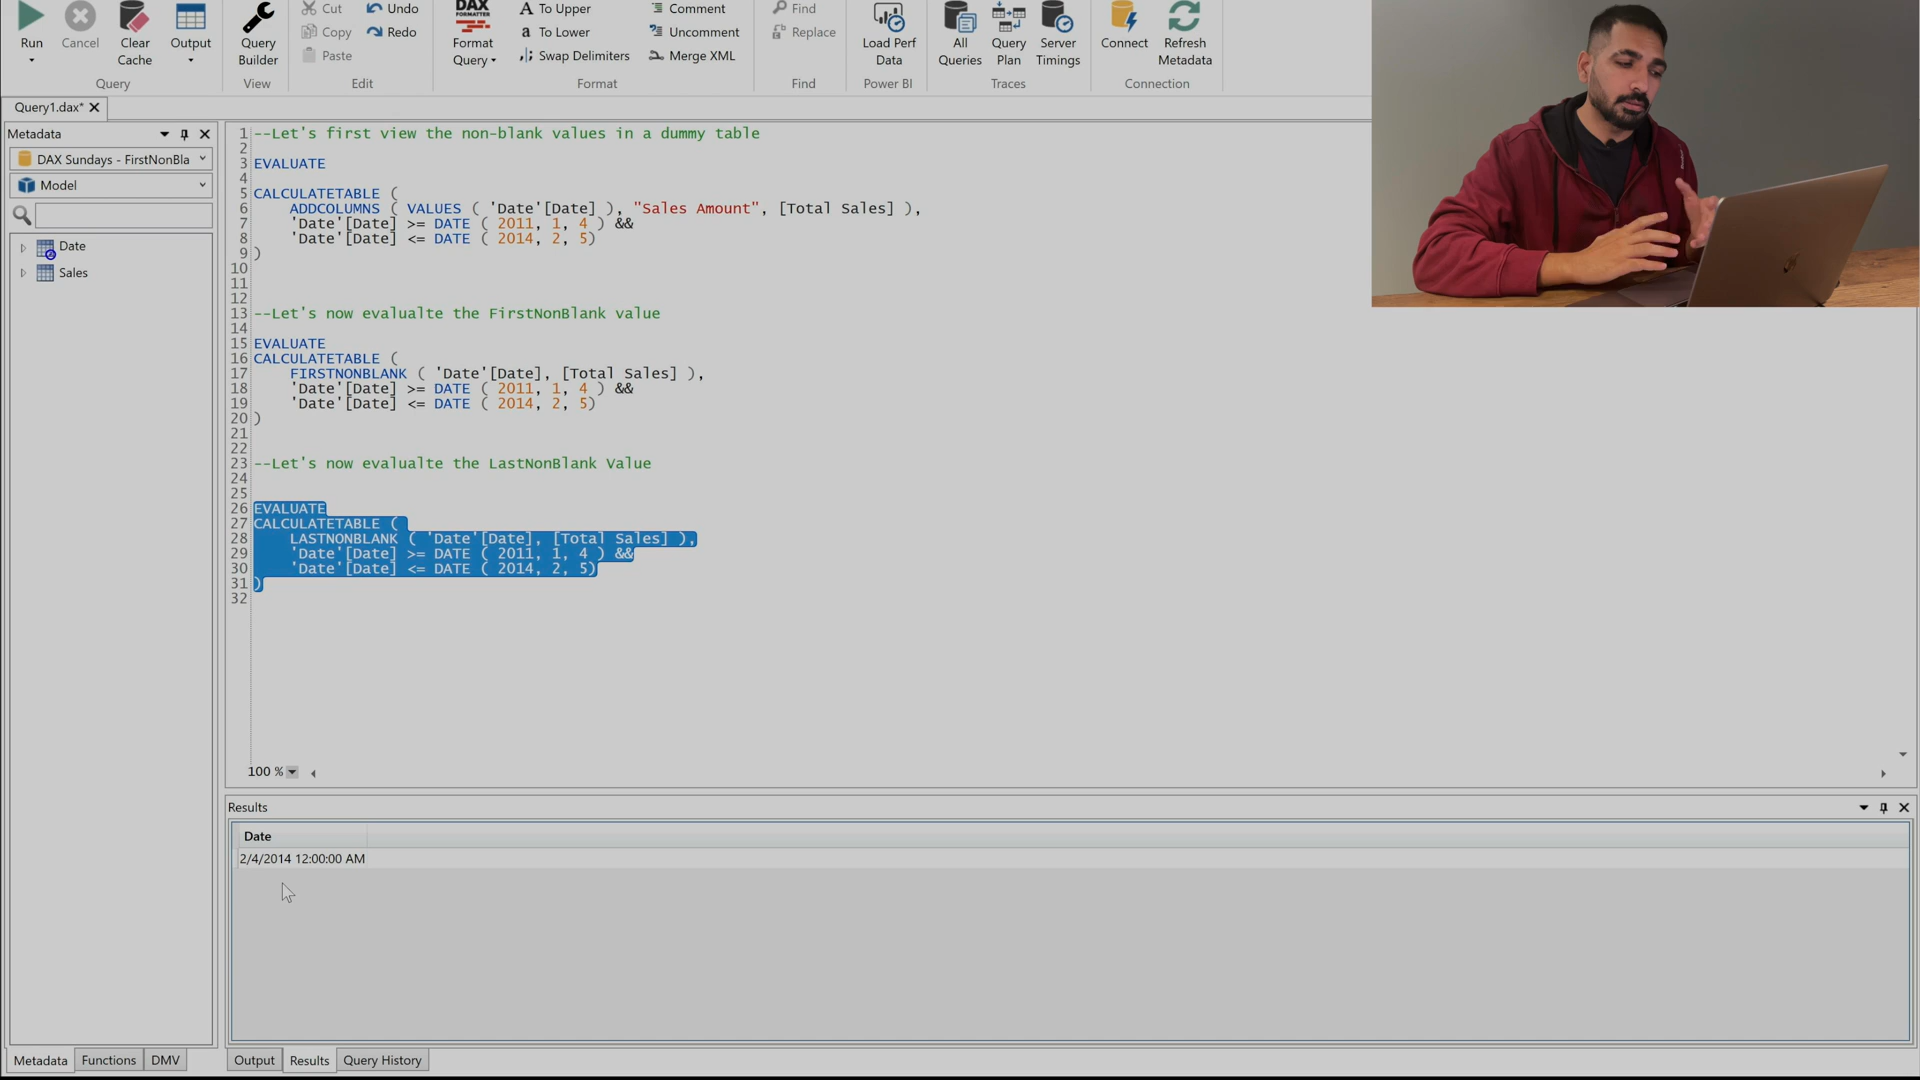 Run
Cancel
Clear
Cache
Output
Query
Query
Builder
View
Cut
Copy
Paste
Undo
Redo
Edit
DAX
FORMATTER
Format
Query
A To Upper
a To Lower
Swap Delimiters
Comment
Uncomment
Merge XML
Format
Find
Replace
Find
Load Perf
Data
Power BI
All
Queries
Query
Plan
Server
Timings
Traces
Connect
Refresh
Metadata
Connection
Query1.dax*
Metadata
DAX Sundays - FirstNonBla
Model
Date
Sales
1 --Let's first view the non-blank values in a dummy table
2
3 EVALUATE
4
5 CALCULATETABLE (
6 ADDCOLUMNS ( VALUES ( 'Date'[Date] ), "Sales Amount", [Total Sales] ),
7 'Date'[Date] >= DATE ( 2011, 1, 4 ) &&
8 'Date'[Date] <= DATE ( 2014, 2, 5)
9 )
10
11
12
13 --Let's now evalualte the FirstNonBlank value
14
15 EVALUATE
16 CALCULATETABLE (
17 FIRSTNONBLANK ( 'Date'[Date], [Total Sales] ),
18 'Date'[Date] >= DATE ( 2011, 1, 4 ) &&
19 'Date'[Date] <= DATE ( 2014, 2, 5)
20 )
21
22
23 --Let's now evalualte the LastNonBlank Value
24
25
26 EVALUATE
27 CALCULATETABLE (
28 LASTNONBLANK ( 'Date'[Date], [Total Sales] ),
29 'Date'[Date] >= DATE ( 2011, 1, 4 ) &&
30 'Date'[Date] <= DATE ( 2014, 2, 5)
31 )
32
100 %
Results
Date
2/4/2014 12:00:00 AM
Metadata
Functions
DMV
Output
Results
Query History